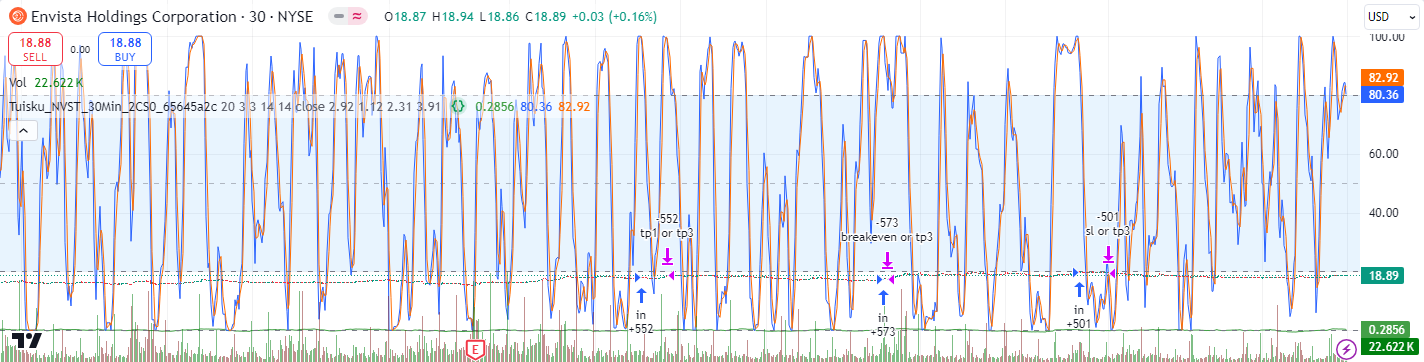 Envista Holdings Corporation · 30 · NYSE
O18.87 H18.94 L18.86 C18.89 +0.03 (+0.16%)
USD
18.88
SELL
0.00
18.88
BUY
100.00
Vol 22.622 K
82.92
80.36
Tuisku_NVST_30Min_2CS0_65645a2c 20 3 3 14 14 close 2.92 1.12 2.31 3.91 0.2856 80.36 82.92
60.00
40.00
-552
tp1 or tp3
-573
breakeven or tp3
-501
sl or tp3
18.89
in
+552
in
+573
in
+501
0.2856
22.622 K
E